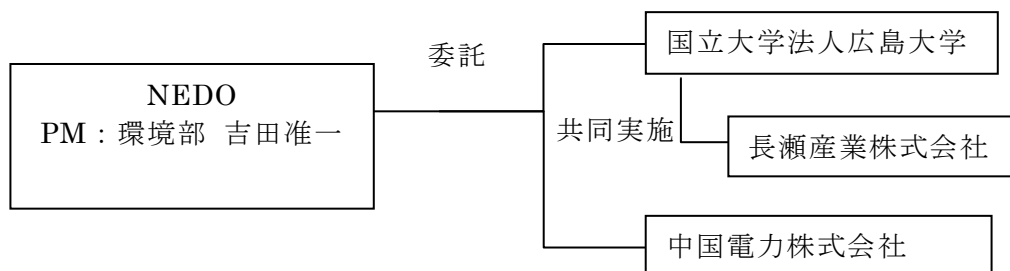 NEDO
PM：環境部 吉田准一
委託
共同実施
国立大学法人広島大学
長瀬産業株式会社
中国電力株式会社